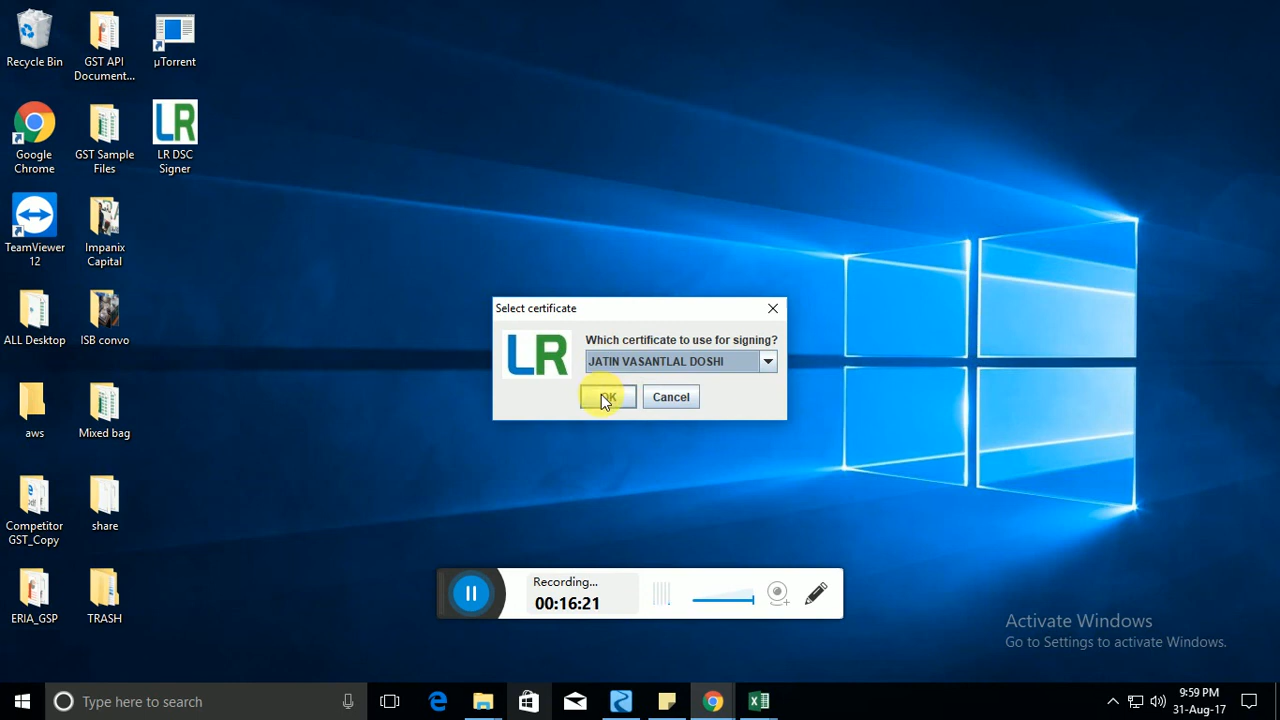 Recycle Bin
GST API
Document...
µTorrent
Google
Chrome
GST Sample
Files
LR
LR DSC
Signer
TeamViewer
12
Impanix
Capital
ALL Desktop
ISB convo
aws
Mixed bag
Competitor
GST_Copy
share
ERIA_GSP
TRASH
Select certificate
LR
Which certificate to use for signing?
JATIN VASANTLAL DOSHI
OK
Cancel
Recording...
00:16:21
Activate Windows
Go to Settings to activate Windows.
Type here to search
9:59 PM
31-Aug-17